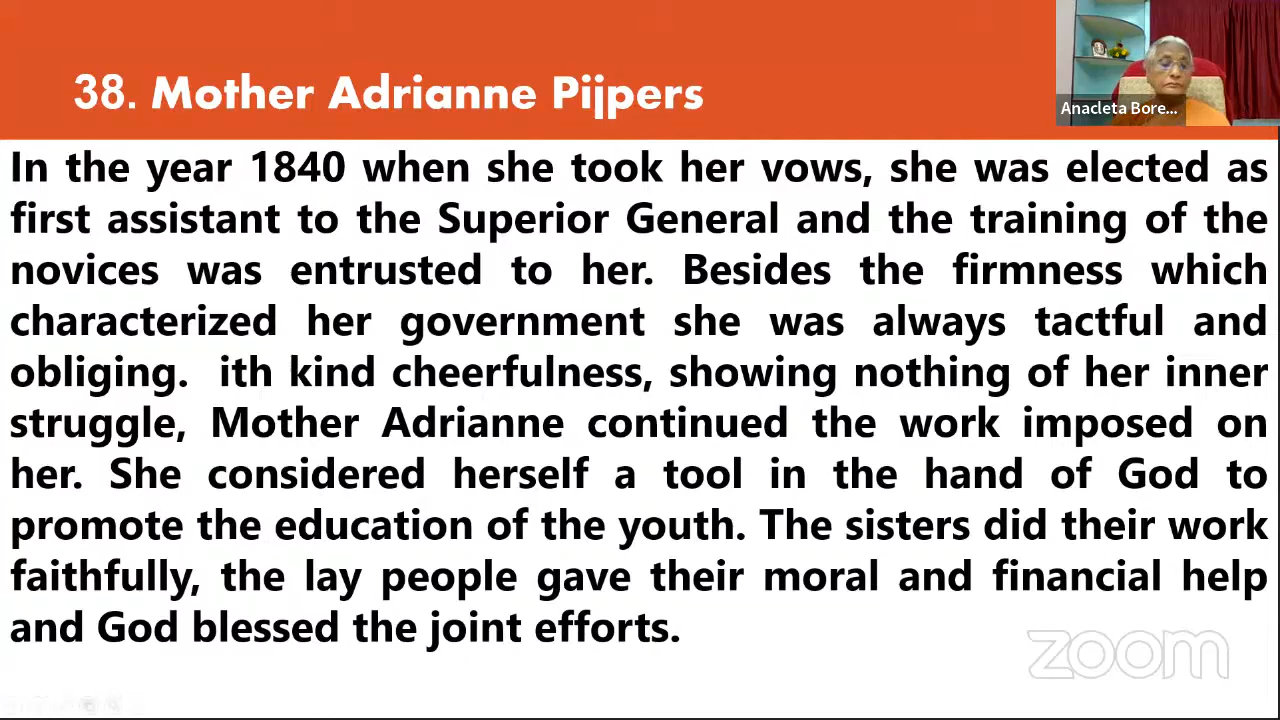 38. Mother Adrianne Pijpers
Anacleta Bore...
In the year 1840 when she took her vows, she was elected as
first assistant to the Superior General and the training of the
novices was entrusted to her. Besides the firmness which
characterized her government she was always tactful and
obliging.  ith kind cheerfulness, showing nothing of her inner
struggle, Mother Adrianne continued the work imposed on
her. She considered herself a tool in the hand of God to
promote the education of the youth. The sisters did their work
faithfully, the lay people gave their moral and financial help
and God blessed the joint efforts.
zoom